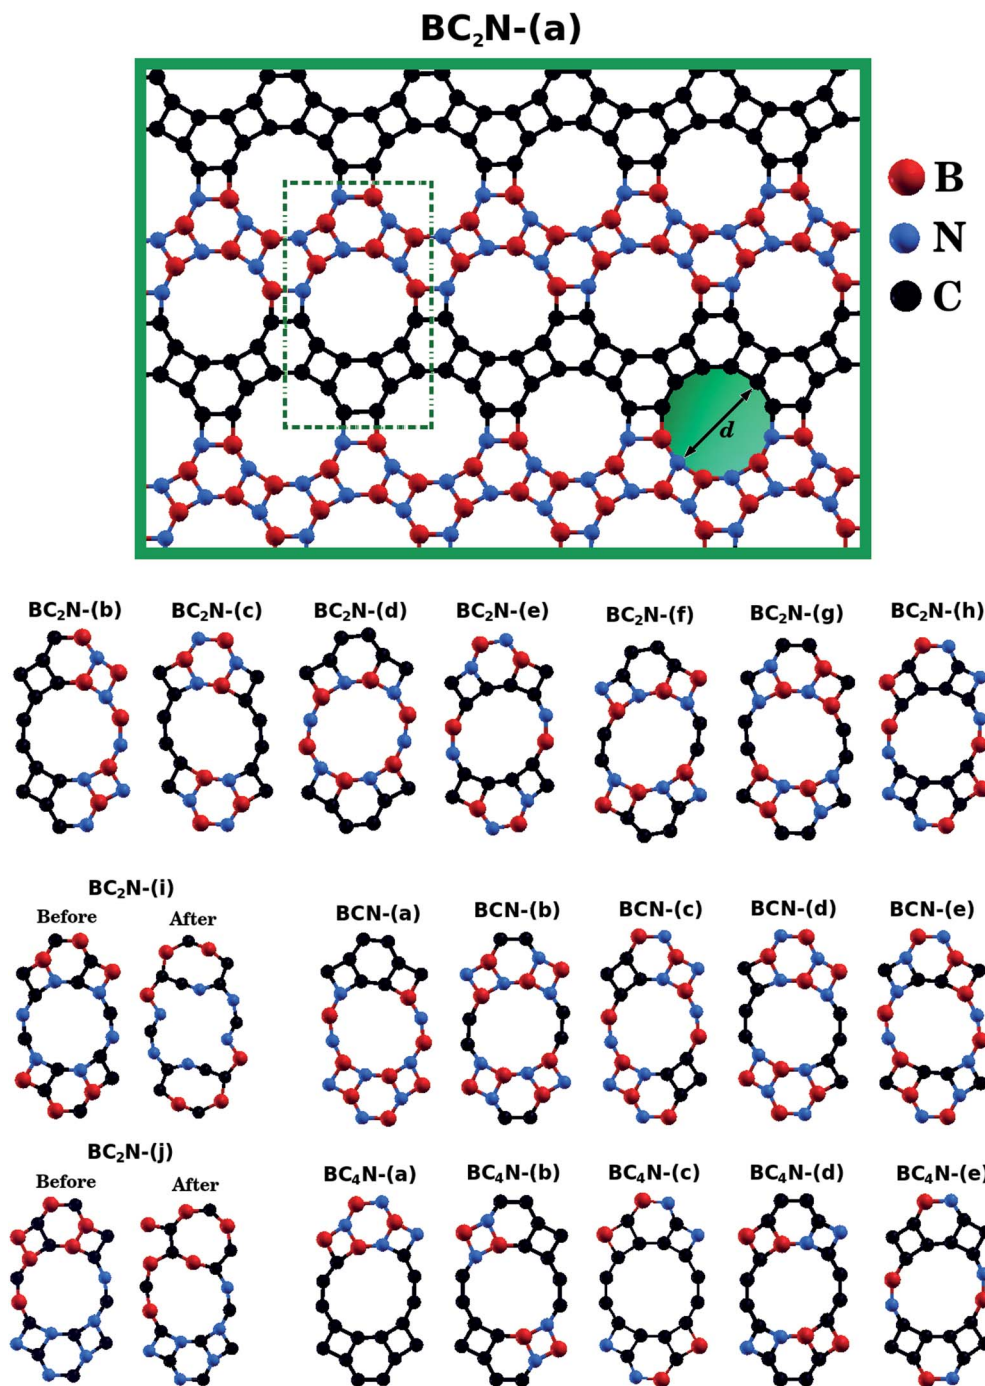 BC₂N-(a)
B
N
C
d
BC₂N-(b) BC₂N-(c) BC₂N-(d) BC₂N-(e) BC₂N-(f) BC₂N-(g) BC₂N-(h)
BC₂N-(i)
Before After
BCN-(a) BCN-(b) BCN-(c) BCN-(d) BCN-(e)
BC₂N-(j)
Before After
BC₄N-(a) BC₄N-(b) BC₄N-(c) BC₄N-(d) BC₄N-(e)